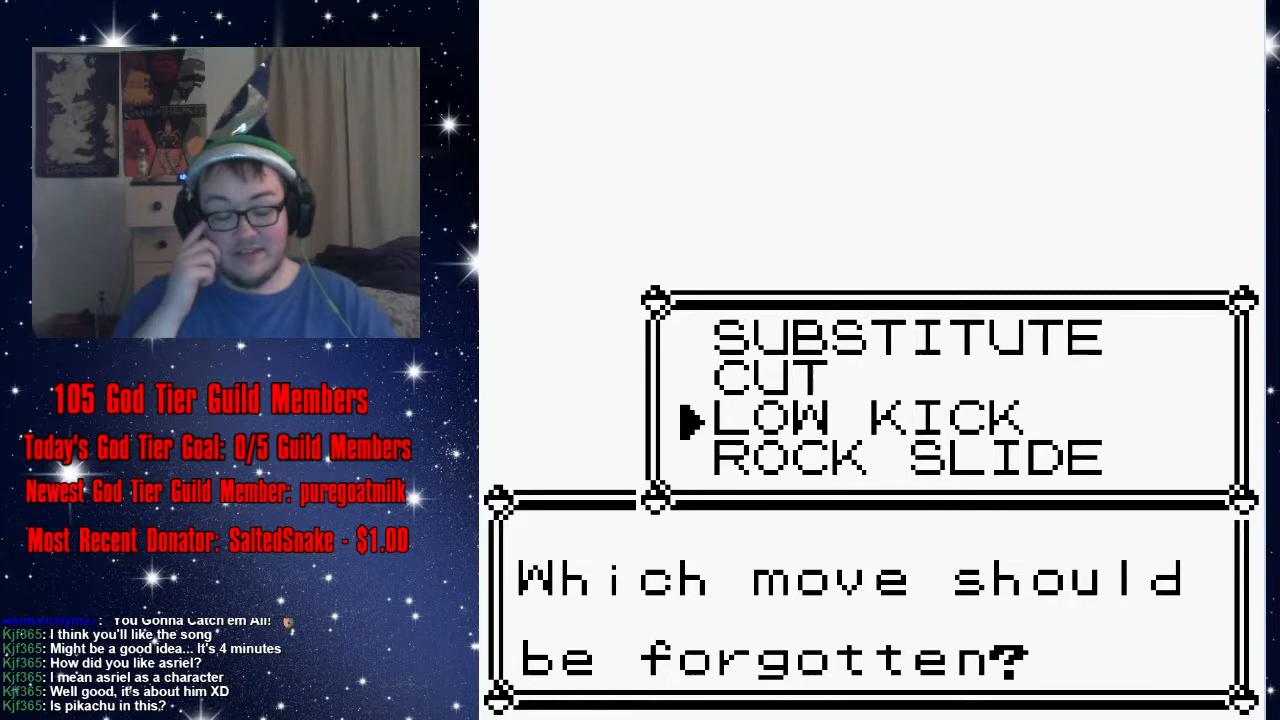 105 God Tier Guild Members
Today's God Tier Goal: 0/5 Guild Members
Newest God Tier Guild Member: puregoatmilk
Most Recent Donator: SaltedSnake - $1.00
You Gonna Catch em All!
Kjf365: I think you'll like the song
Kjf365: Might be a good idea... It's 4 minutes
Kjf365: How did you like asriel?
Kjf365: I mean asriel as a character
Kjf365: Well good, it's about him XD
Kjf365: Is pikachu in this?
SUBSTITUTE
CUT
LOW KICK
ROCK SLIDE
Which move should
be forgotten?